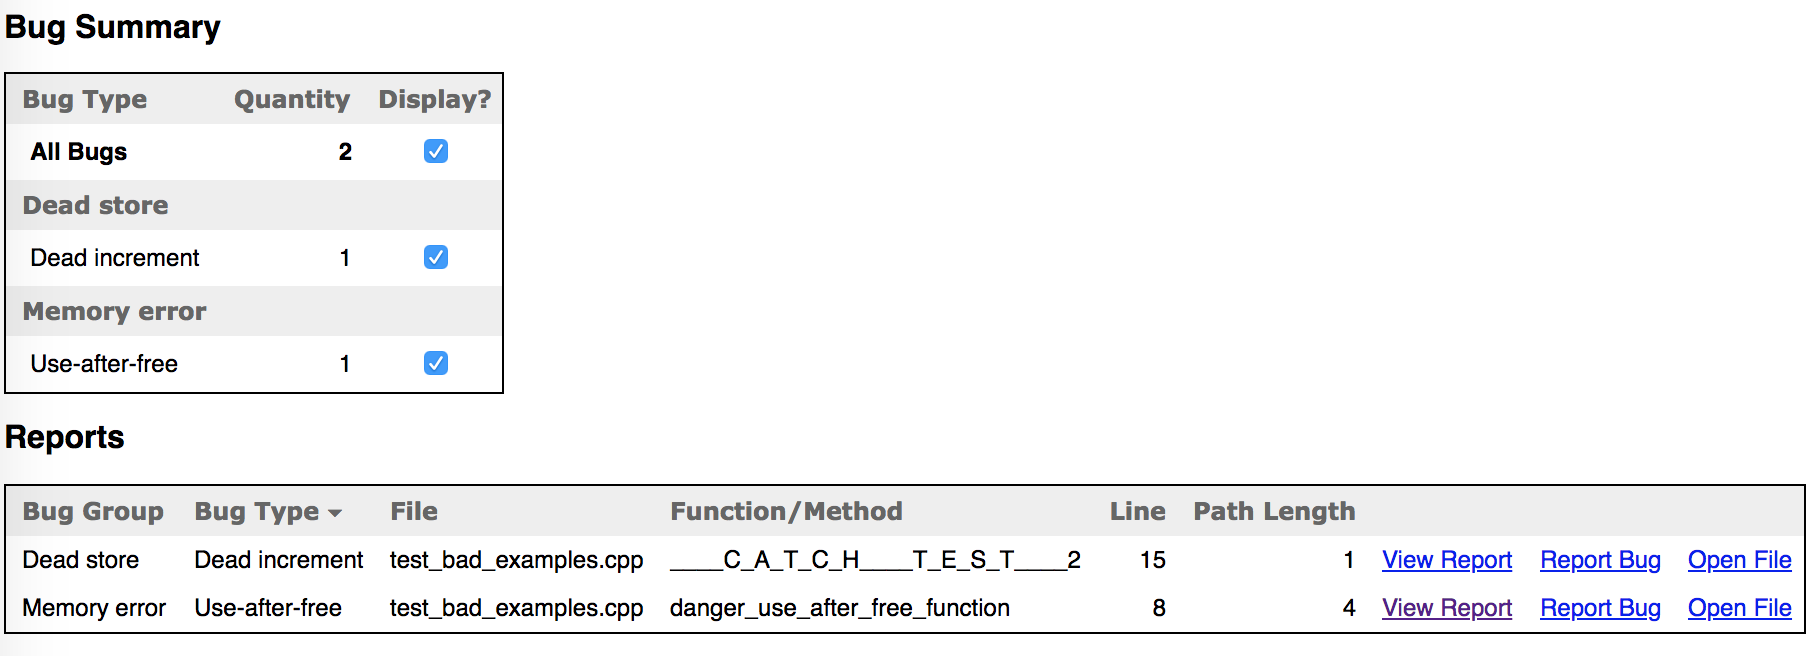 Bug Summary
Bug Type Quantity Display?
All Bugs 2
Dead store
Dead increment 1
Memory error
Use-after-free 1
Reports
Bug Group Bug Type File Function/Method Line Path Length
Dead store Dead increment test_bad_examples.cpp ____C_A_T_C_H____T_E_S_T____2 15 1 View Report Report Bug Open File
Memory error Use-after-free test_bad_examples.cpp danger_use_after_free_function 8 4 View Report Report Bug Open File